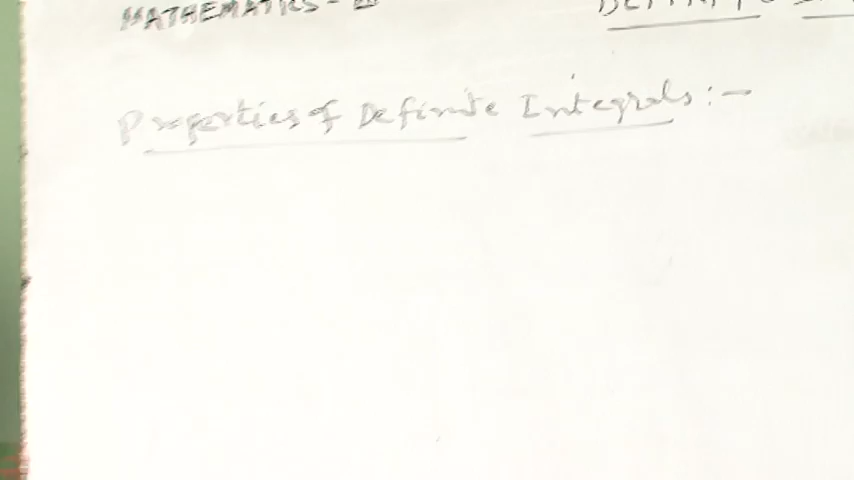 MATHEMATICS -
Properties of Definite Integrals :-